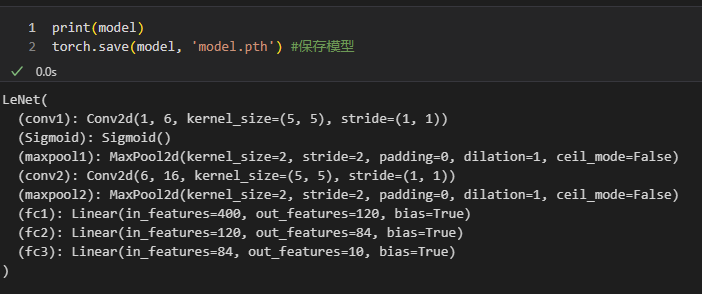 1 print(model)
2 torch.save(model, 'model.pth') #保存模型
0.0s
LeNet(
  (conv1): Conv2d(1, 6, kernel_size=(5, 5), stride=(1, 1))
  (Sigmoid): Sigmoid()
  (maxpool1): MaxPool2d(kernel_size=2, stride=2, padding=0, dilation=1, ceil_mode=False)
  (conv2): Conv2d(6, 16, kernel_size=(5, 5), stride=(1, 1))
  (maxpool2): MaxPool2d(kernel_size=2, stride=2, padding=0, dilation=1, ceil_mode=False)
  (fc1): Linear(in_features=400, out_features=120, bias=True)
  (fc2): Linear(in_features=120, out_features=84, bias=True)
  (fc3): Linear(in_features=84, out_features=10, bias=True)
)